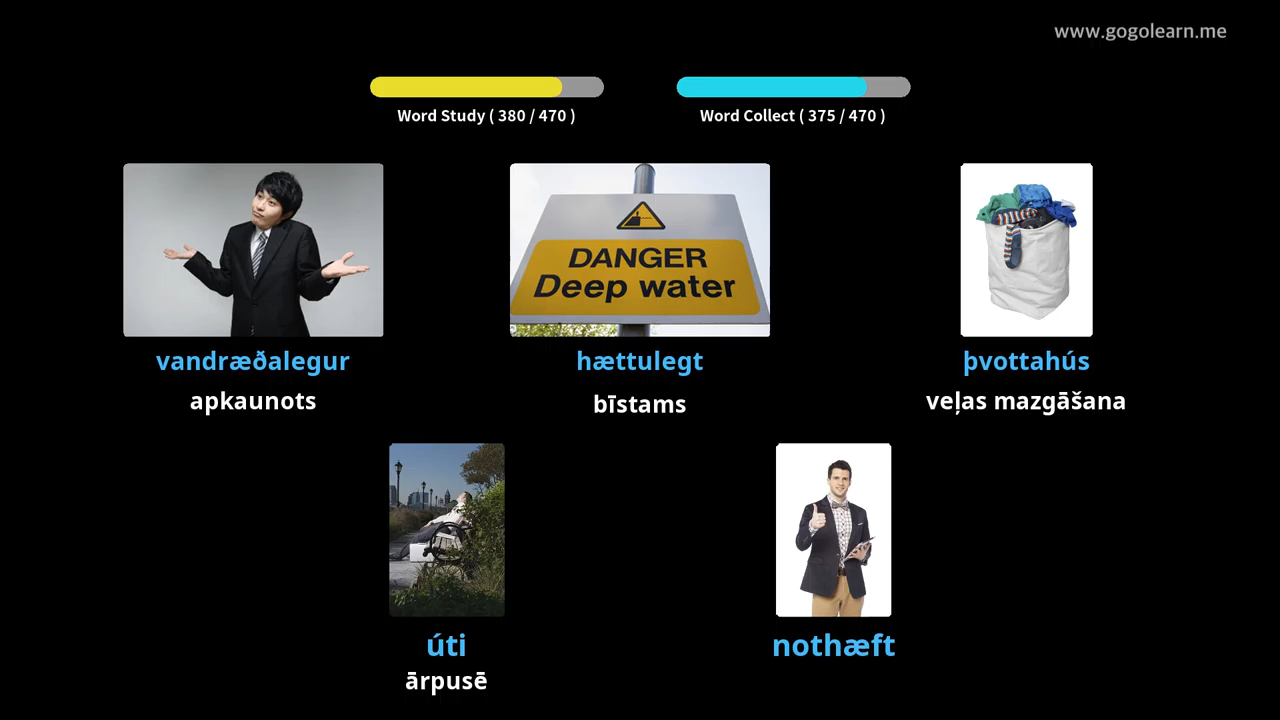 www.gogolearn.me
Word Study ( 380 / 470 )
Word Collect ( 375 / 470 )
DANGER
Deep water
vandræðalegur
hættulegt
þvottahús
apkaunots
bīstams
veļas mazgāšana
úti
nothæft
ārpusē